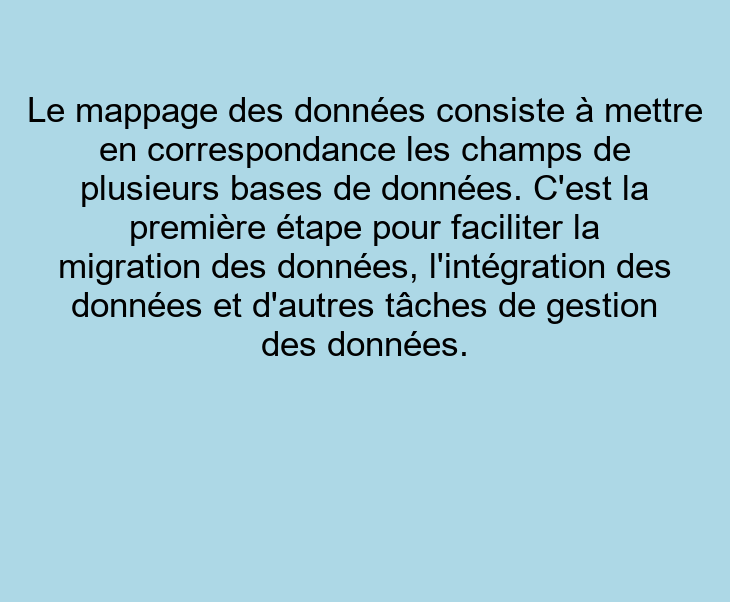 Le mappage des données consiste à mettre
en correspondance les champs de
plusieurs bases de données. C'est la
première étape pour faciliter la
migration des données, l'intégration des
données et d'autres tâches de gestion
des données.